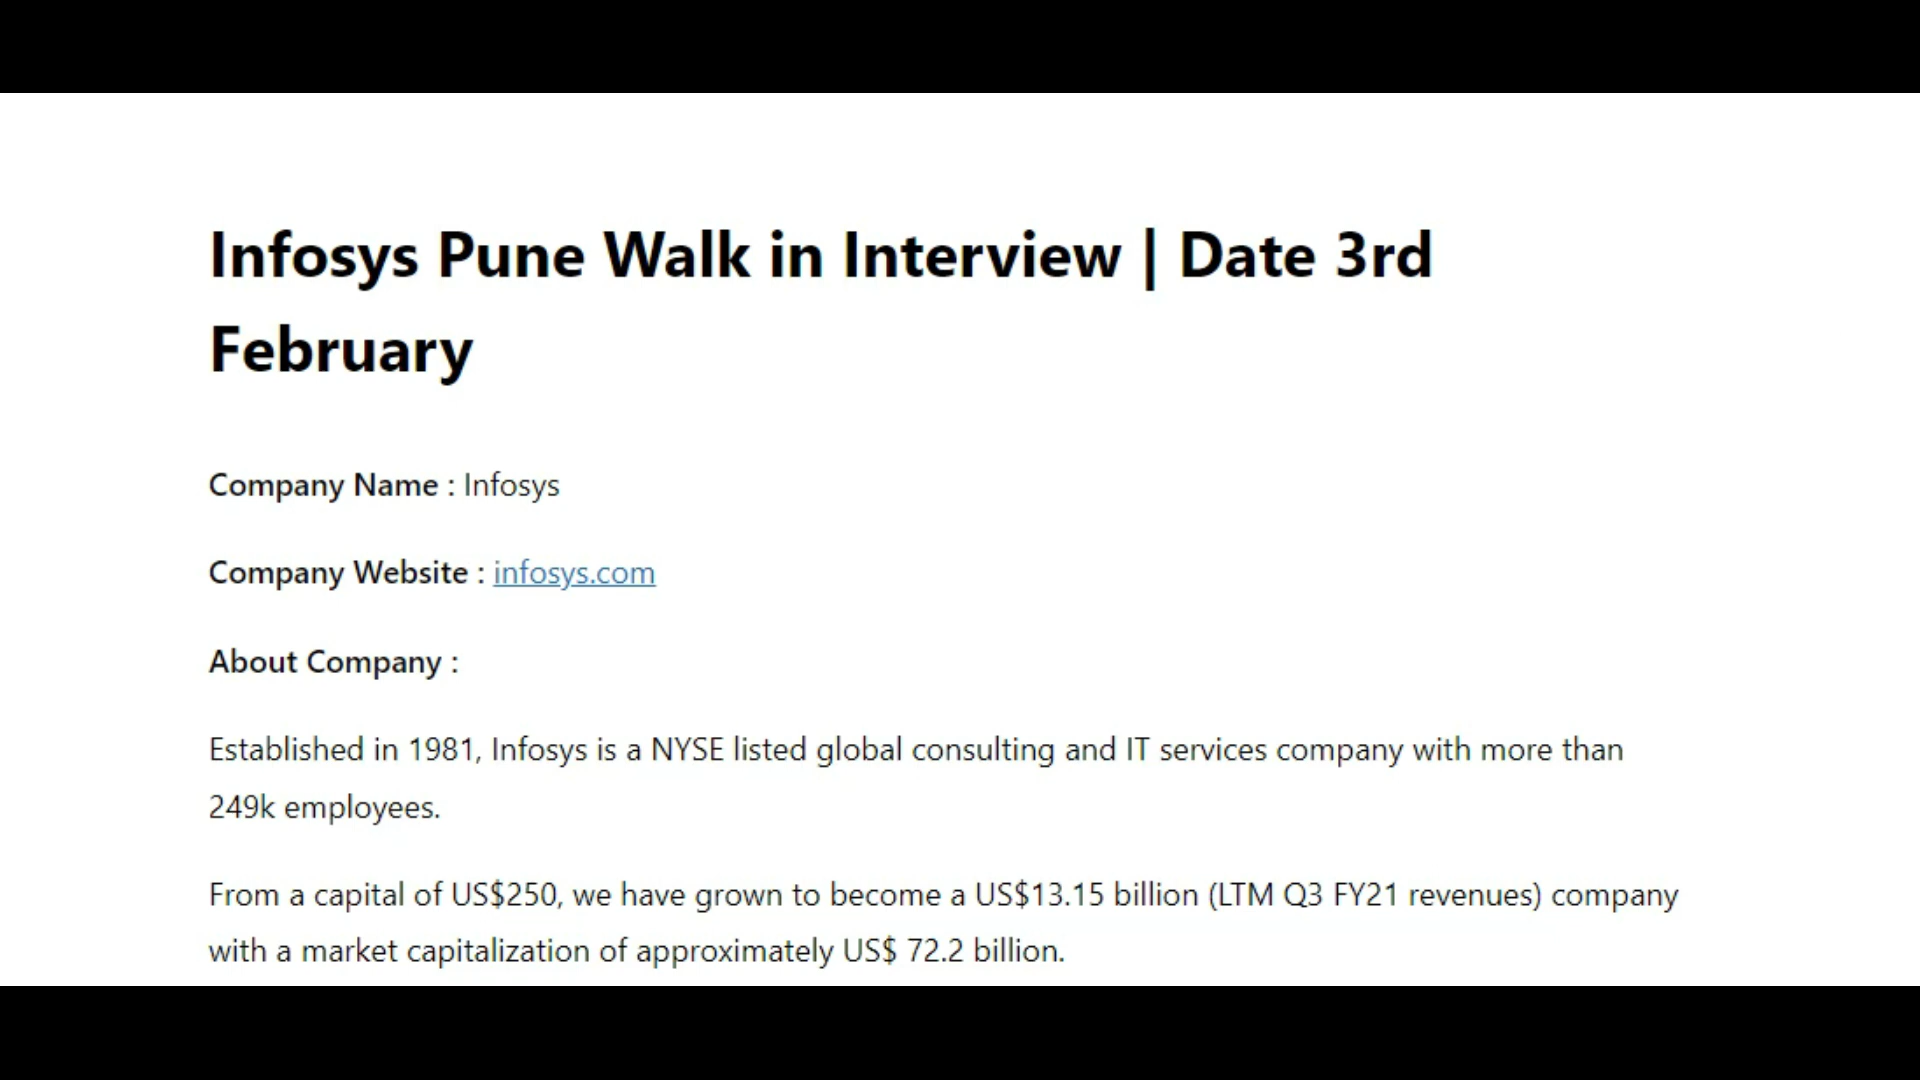 Infosys Pune Walk in Interview | Date 3rd
February
Company Name : Infosys
Company Website : infosys.com
About Company :
Established in 1981, Infosys is a NYSE listed global consulting and IT services company with more than
249k employees.
From a capital of US$250, we have grown to become a US$13.15 billion (LTM Q3 FY21 revenues) company
with a market capitalization of approximately US$ 72.2 billion.